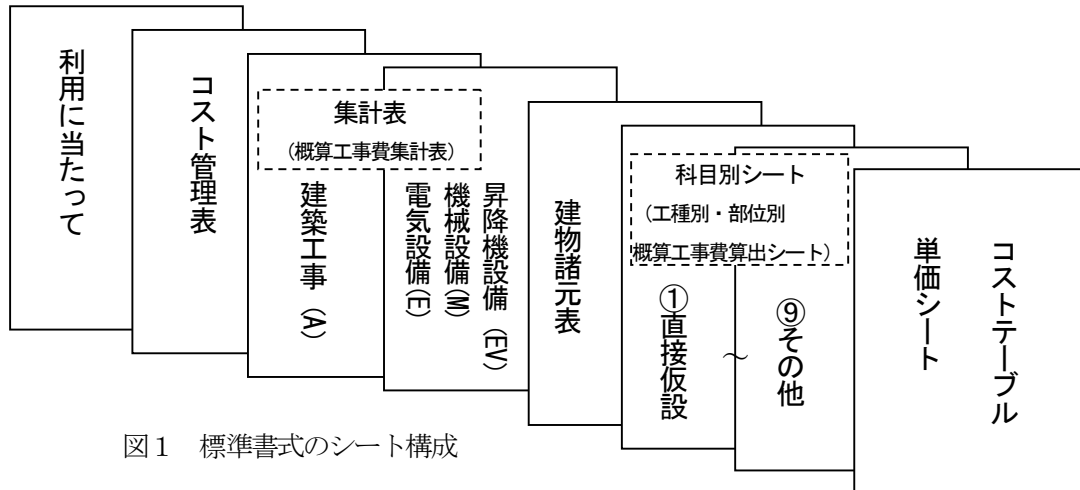 利用に当たって
コスト管理表
集計表
(概算工事費集計表)
建築工事(A)
昇降機設備(EV)
機械設備(M)
電気設備(E)
建物諸元表
科目別シート
(工種別・部位別
概算工事費算出シート)
①直接仮設
~
⑨その他
コストテーブル
単価シート
図1 標準書式のシート構成